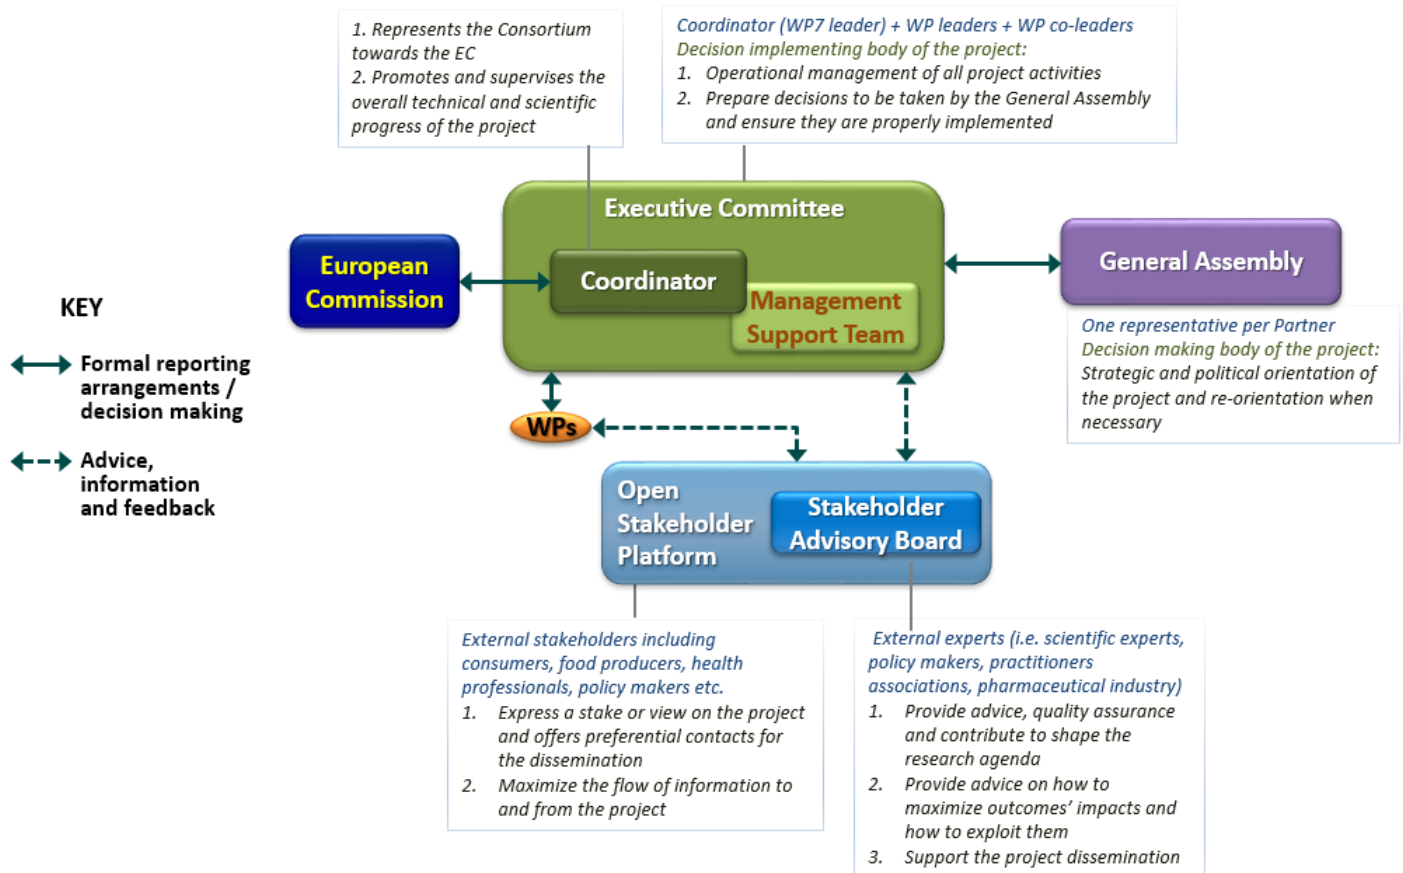 1. Represents the Consortium
towards the EC
2. Promotes and supervises the
overall technical and scientific
progress of the project
Coordinator (WP7 leader) + WP leaders + WP co-leaders
Decision implementing body of the project:
1. Operational management of all project activities
2. Prepare decisions to be taken by the General Assembly
and ensure they are properly implemented
Executive Committee
European
Commission
Coordinator
Management
Support Team
General Assembly
One representative per Partner
Decision making body of the project:
Strategic and political orientation of
the project and re-orientation when
necessary
KEY
Formal reporting
arrangements /
decision making
Advice,
information
and feedback
WPs
Open
Stakeholder
Platform
Stakeholder
Advisory Board
External stakeholders including
consumers, food producers, health
professionals, policy makers etc.
1. Express a stake or view on the project
and offers preferential contacts for
the dissemination
2. Maximize the flow of information to
and from the project
External experts (i.e. scientific experts,
policy makers, practitioners
associations, pharmaceutical industry)
1. Provide advice, quality assurance
and contribute to shape the
research agenda
2. Provide advice on how to
maximize outcomes' impacts and
how to exploit them
3. Support the project dissemination